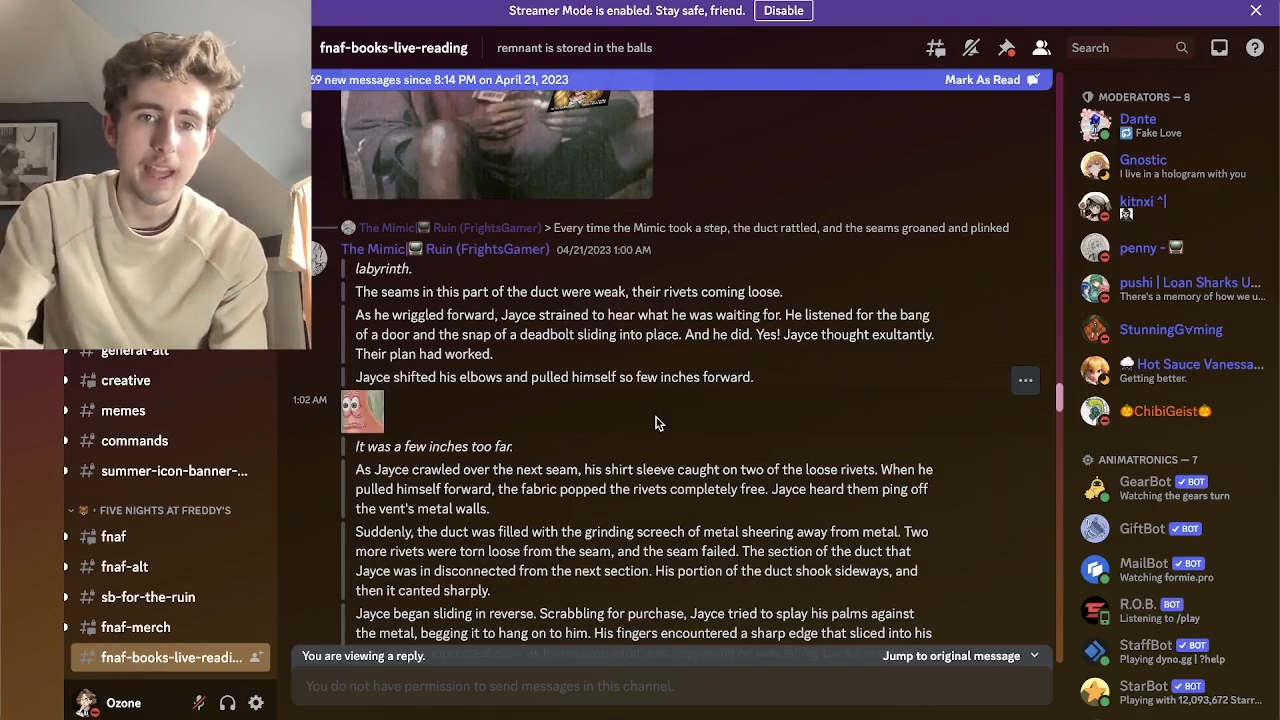 Streamer Mode is enabled. Stay safe, friend. Disable
fnaf-books-live-reading remnant is stored in the balls Search
69 new messages since 8:14 PM on April 21, 2023 Mark As Read
The Mimic| Ruin (FrightsGamer) > Every time the Mimic took a step, the duct rattled, and the seams groaned and plinked
The Mimic| Ruin (FrightsGamer) 04/21/2023 1:00 AM
labyrinth.
The seams in this part of the duct were weak, their rivets coming loose.
As he wriggled forward, Jayce strained to hear what he was waiting for. He listened for the bang
of a door and the snap of a deadbolt sliding into place. And he did. Yes! Jayce thought exultantly.
Their plan had worked.
Jayce shifted his elbows and pulled himself so few inches forward.
1:02 AM
It was a few inches too far.
As Jayce crawled over the next seam, his shirt sleeve caught on two of the loose rivets. When he
pulled himself forward, the fabric popped the rivets completely free. Jayce heard them ping off
the vent's metal walls.
Suddenly, the duct was filled with the grinding screech of metal sheering away from metal. Two
more rivets were torn loose from the seam, and the seam failed. The section of the duct that
Jayce was in disconnected from the next section. His portion of the duct shook sideways, and
then it canted sharply.
Jayce began sliding in reverse. Scrabbling for purchase, Jayce tried to splay his palms against
the metal, begging it to hang on to him. His fingers encountered a sharp edge that sliced into his
You are viewing a reply. Jump to original message
You do not have permission to send messages in this channel.
general-alt
creative
memes
commands
summer-icon-banner-...
FIVE NIGHTS AT FREDDY'S
fnaf
fnaf-alt
sb-for-the-ruin
fnaf-merch
fnaf-books-live-readi...
Ozone
MODERATORS — 8
Dante
Fake Love
Gnostic
I live in a hologram with you
kitnxi ^|
penny -
pushi | Loan Sharks U...
There's a memory of how we u...
StunningG∀ming
Hot Sauce Vanessa...
Getting better.
🎃ChibiGeist🎃
ANIMATRONICS — 7
GearBot ✓ BOT
Watching the gears turn
GiftBot ✓ BOT
MailBot ✓ BOT
Watching formie.pro
R.O.B. BOT
Listening to /play
StaffBot ✓ BOT
Playing dyno.gg | ?help
StarBot ✓ BOT
Playing with 12,093,672 Starr...